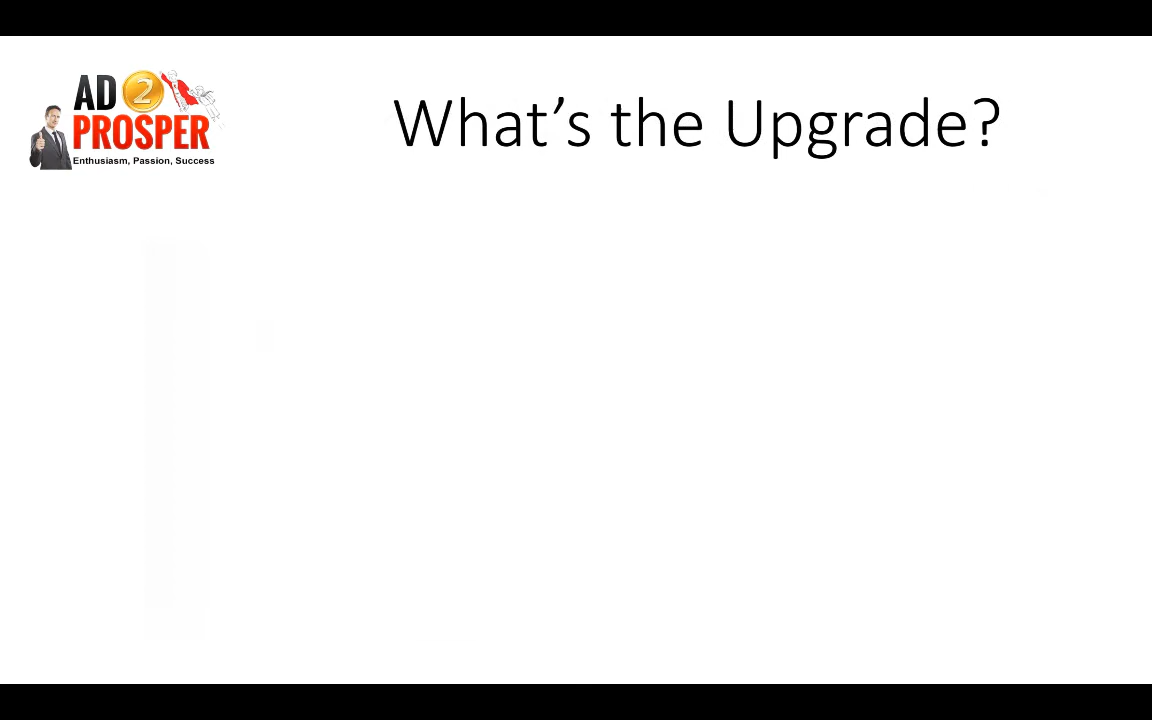 AD 2
PROSPER
Enthusiasm, Passion, Success
What’s the Upgrade?